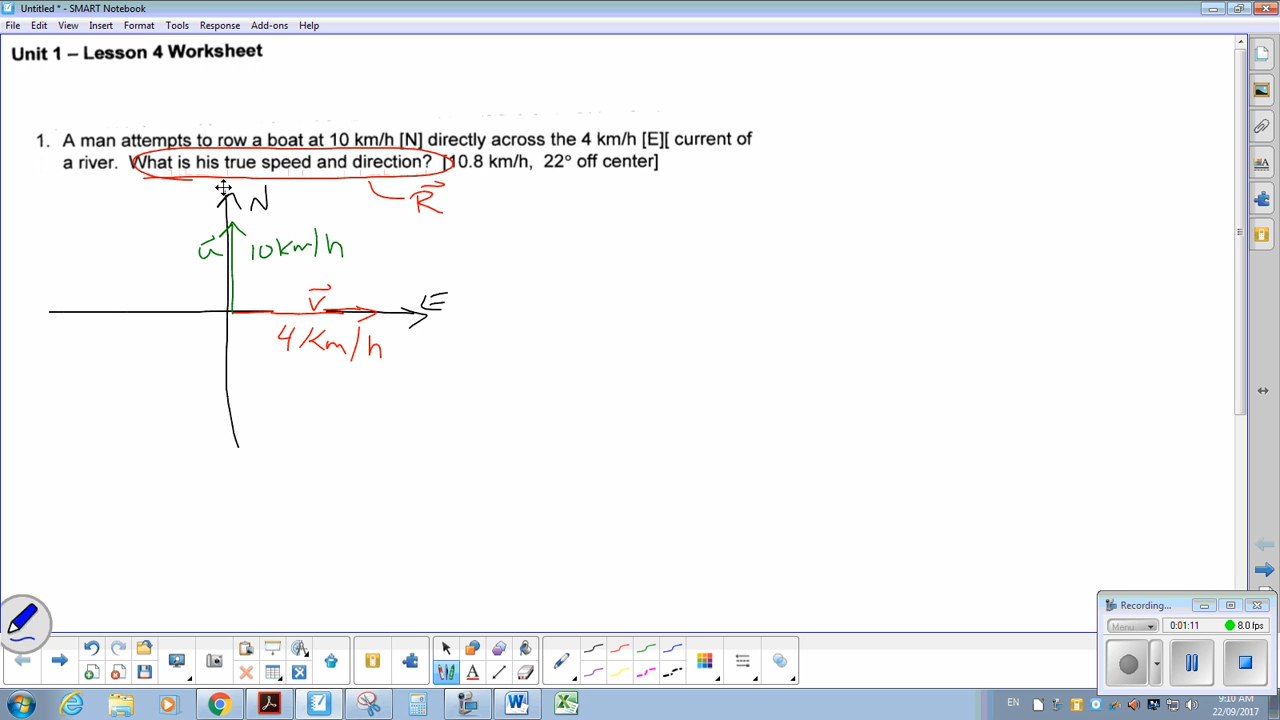 Untitled * - SMART Notebook
File Edit View Insert Format Tools Response Add-ons Help
Unit 1 – Lesson 4 Worksheet
1. A man attempts to row a boat at 10 km/h [N] directly across the 4 km/h [E][ current of
a river. What is his true speed and direction? [10.8 km/h, 22° off center]
N
R
u 10 km/h
v
E
4 km/h
Recording...
Menu 0:01:11 8.0 fps
EN
9:10 AM
22/09/2017